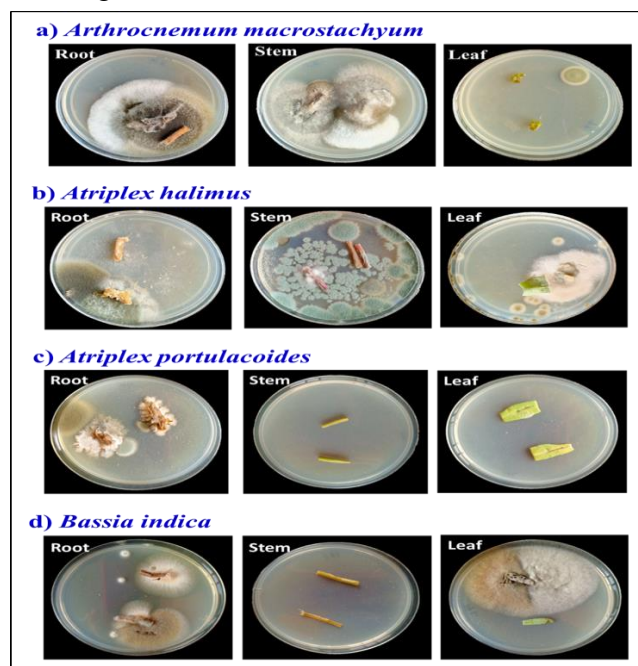 a) Arthrocnemum macrostachyum
Root Stem Leaf
b) Atriplex halimus
Root Stem Leaf
c) Atriplex portulacoides
Root Stem Leaf
d) Bassia indica
Root Stem Leaf